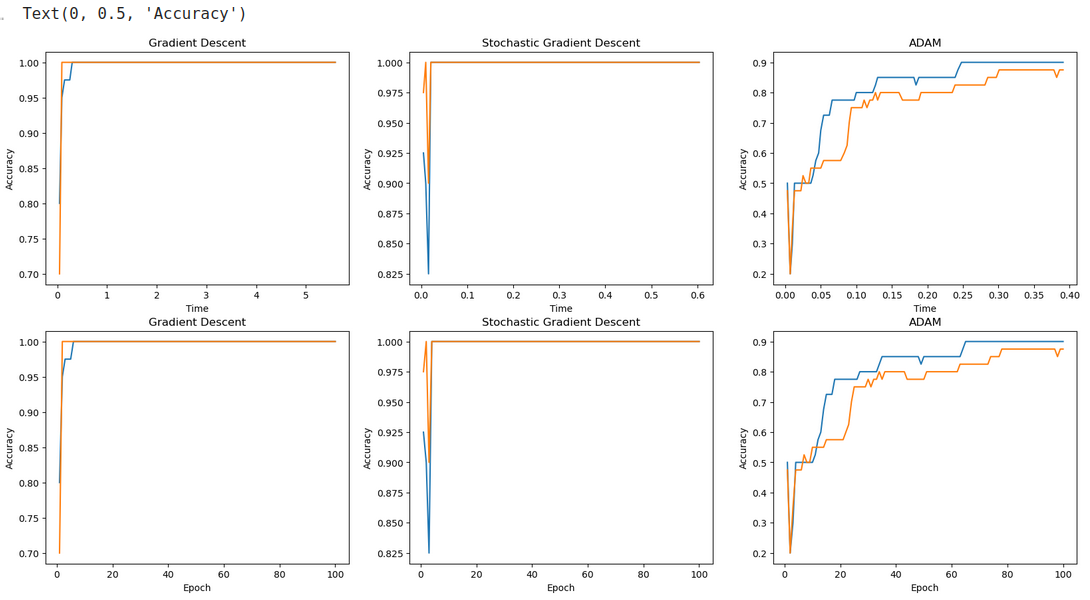 Text(0, 0.5, 'Accuracy')
Gradient Descent
Stochastic Gradient Descent
ADAM
Accuracy
1.00
0.95
0.90
0.85
0.80
0.75
0.70
0 1 2 3 4 5
Time
Accuracy
1.000
0.975
0.950
0.925
0.900
0.875
0.850
0.825
0.0 0.1 0.2 0.3 0.4 0.5 0.6
Time
Accuracy
0.9
0.8
0.7
0.6
0.5
0.4
0.3
0.2
0.00 0.05 0.10 0.15 0.20 0.25 0.30 0.35 0.40
Time
Gradient Descent
Stochastic Gradient Descent
ADAM
Accuracy
1.00
0.95
0.90
0.85
0.80
0.75
0.70
0 20 40 60 80 100
Epoch
Accuracy
1.000
0.975
0.950
0.925
0.900
0.875
0.850
0.825
0 20 40 60 80 100
Epoch
Accuracy
0.9
0.8
0.7
0.6
0.5
0.4
0.3
0.2
0 20 40 60 80 100
Epoch